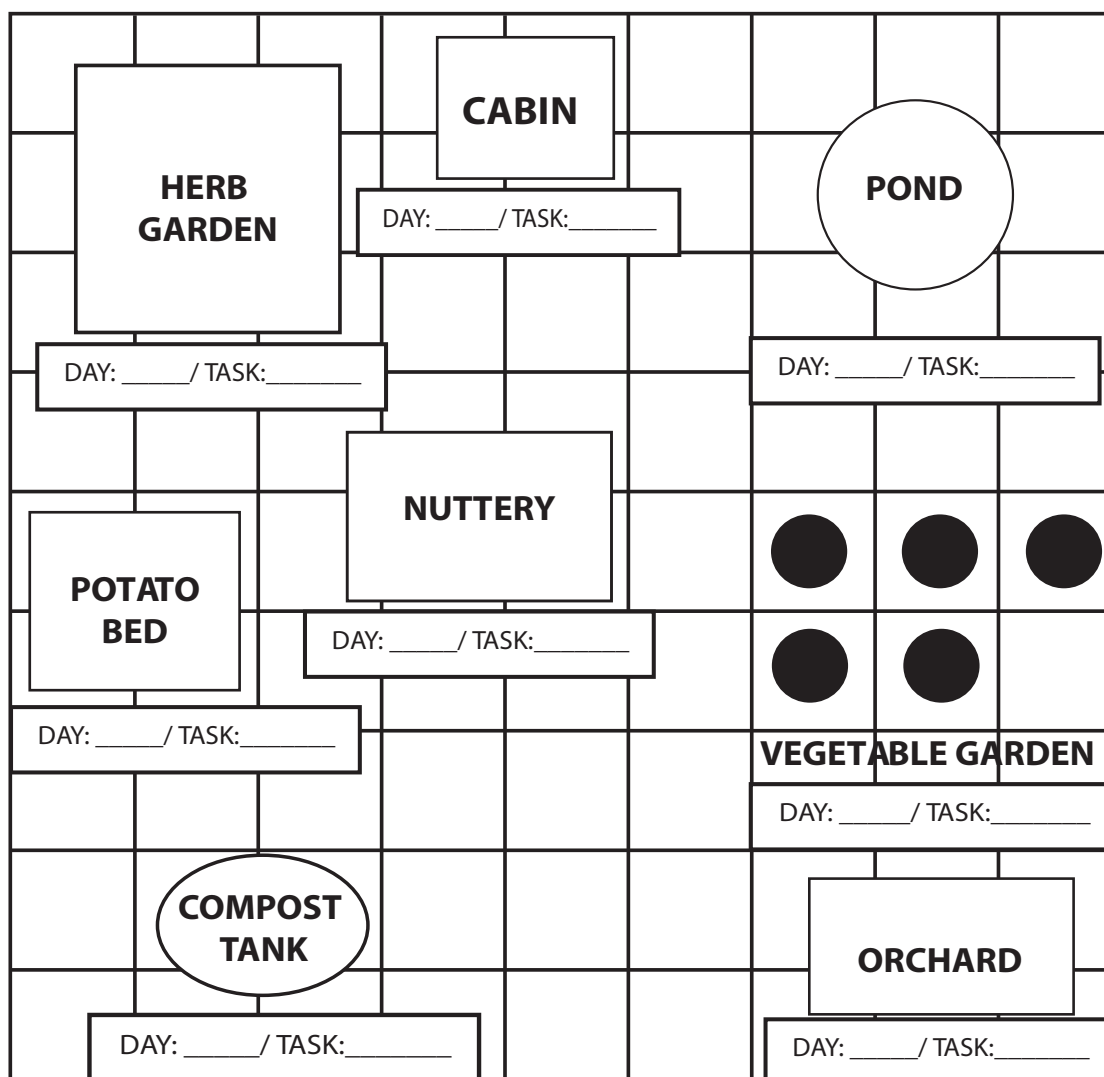 CABIN
HERB
GARDEN
POND
DAY: _____/ TASK:_______
DAY: _____/ TASK:_______
DAY: _____/ TASK:_______
NUTTERY
POTATO
BED
DAY: _____/ TASK:_______
DAY: _____/ TASK:_______
VEGETABLE GARDEN
DAY: _____/ TASK:_______
COMPOST
TANK
ORCHARD
DAY: _____/ TASK:_______
DAY: _____/ TASK:_______